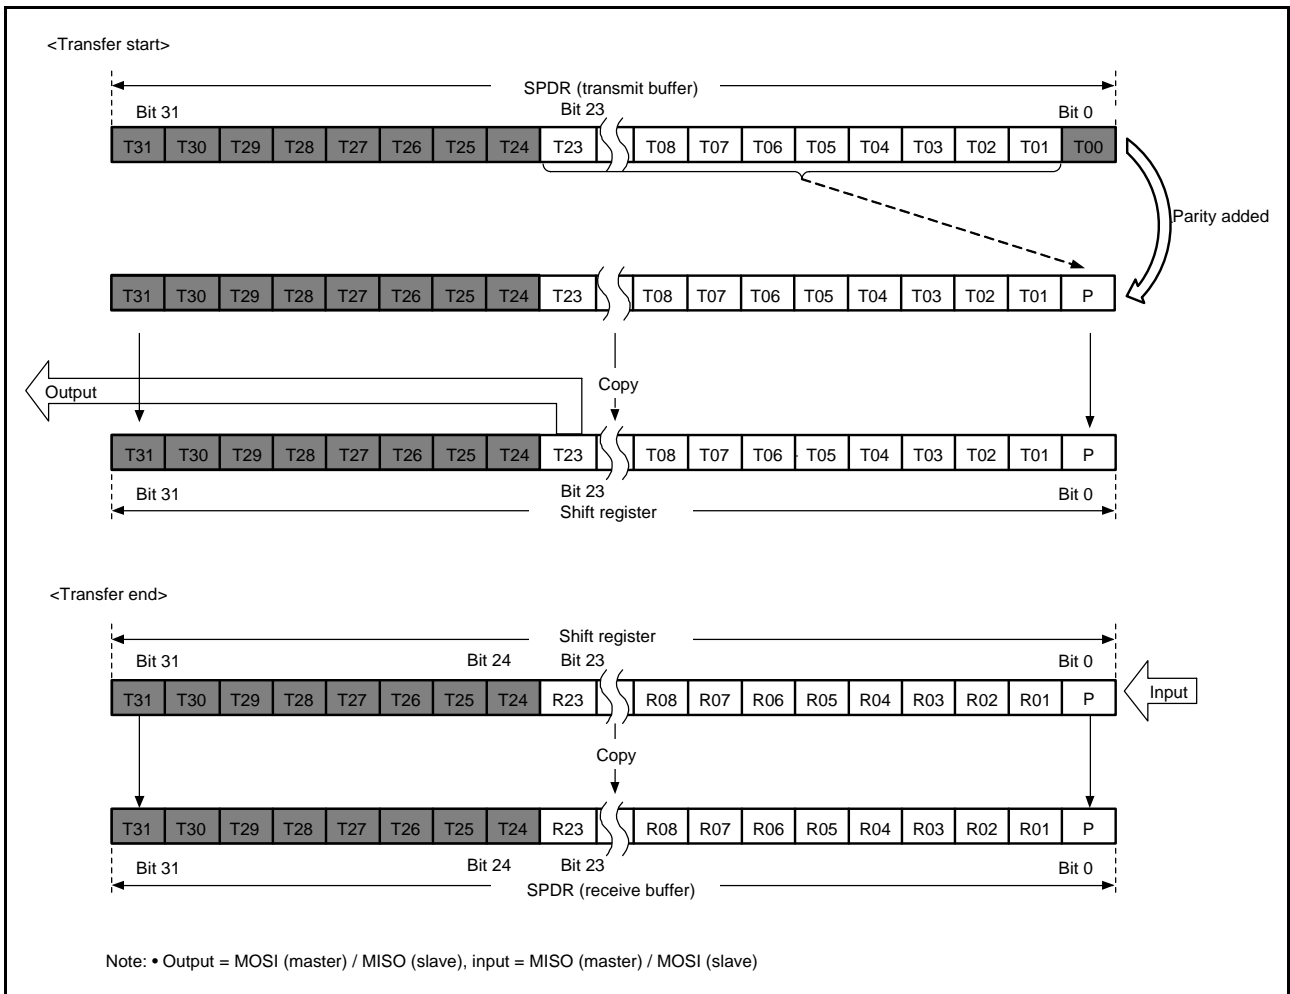 <Transfer start>
SPDR (transmit buffer)
Bit 31 Bit 23 Bit 0
T31 T30 T29 T28 T27 T26 T25 T24 T23 T08 T07 T06 T05 T04 T03 T02 T01 T00
Parity added
T31 T30 T29 T28 T27 T26 T25 T24 T23 T08 T07 T06 T05 T04 T03 T02 T01 P
Output Copy
T31 T30 T29 T28 T27 T26 T25 T24 T23 T08 T07 T06 T05 T04 T03 T02 T01 P
Bit 31 Bit 23 Bit 0
Shift register
<Transfer end>
Shift register
Bit 31 Bit 24 Bit 23 Bit 0
T31 T30 T29 T28 T27 T26 T25 T24 R23 R08 R07 R06 R05 R04 R03 R02 R01 P Input
Copy
T31 T30 T29 T28 T27 T26 T25 T24 R23 R08 R07 R06 R05 R04 R03 R02 R01 P
Bit 31 Bit 24 Bit 23 Bit 0
SPDR (receive buffer)
Note: • Output = MOSI (master) / MISO (slave), input = MISO (master) / MOSI (slave)